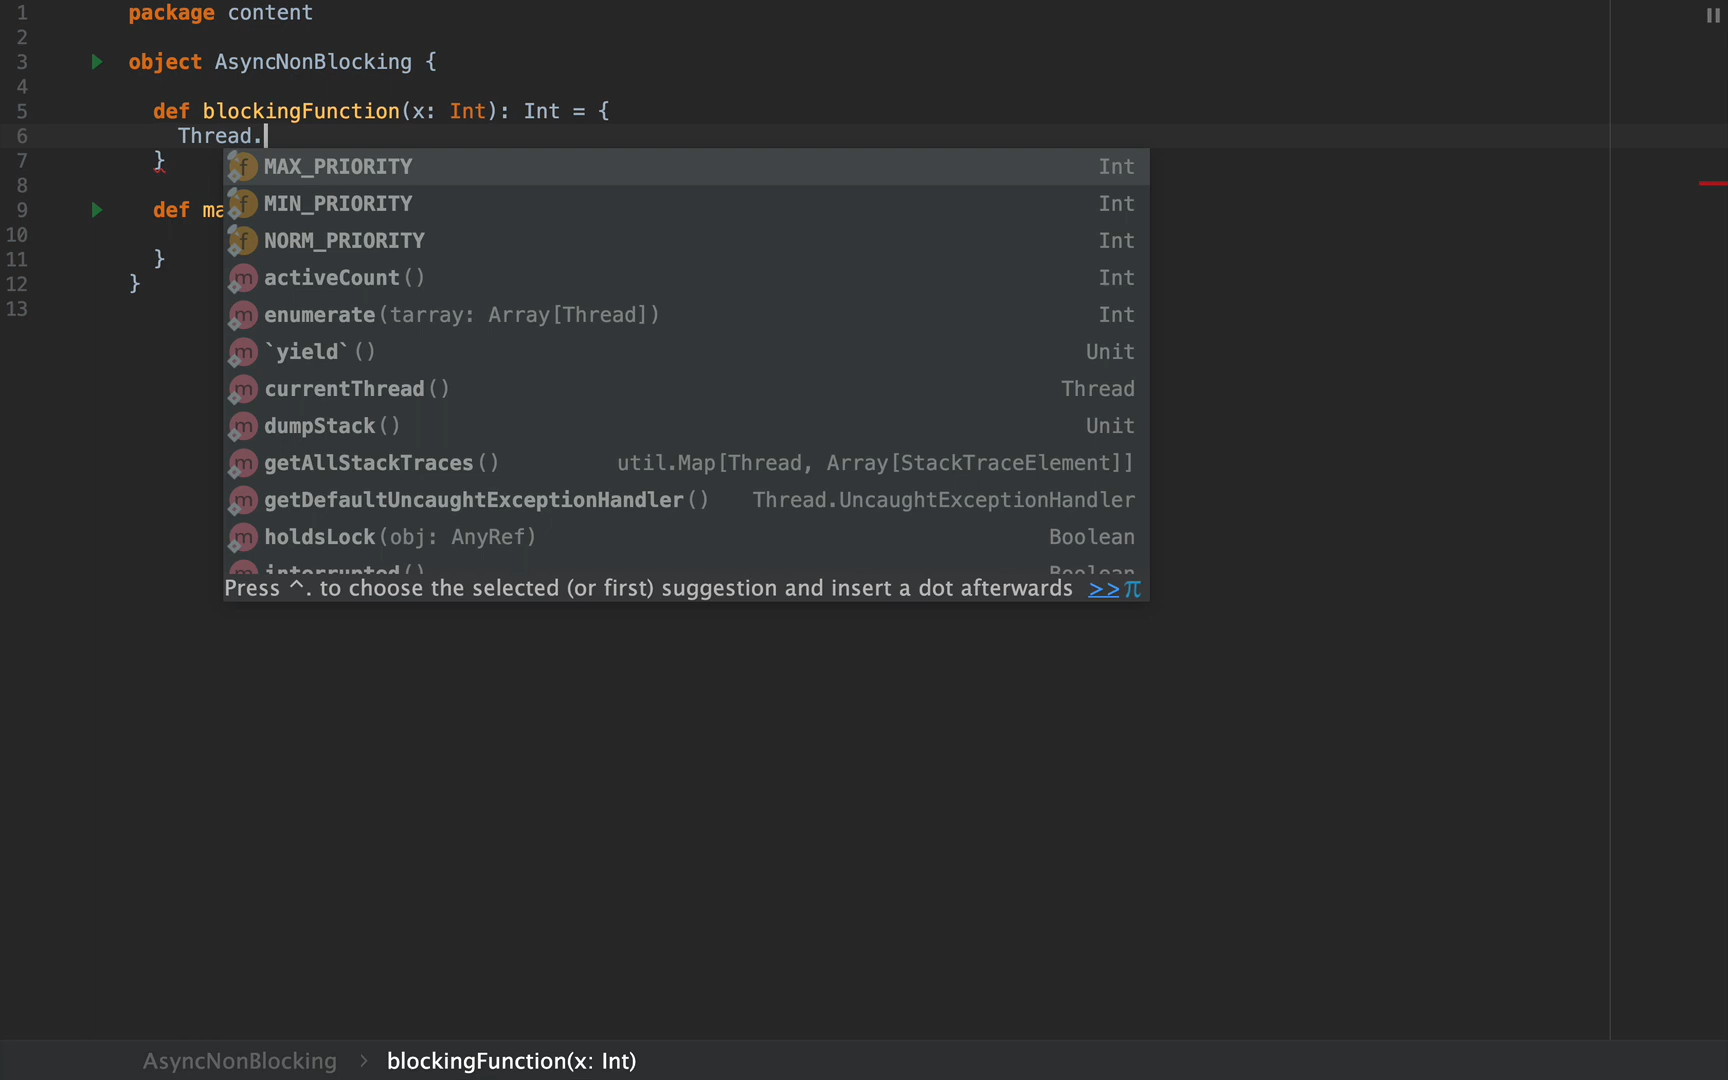 1 package content
2
3 object AsyncNonBlocking {
4
5 def blockingFunction(x: Int): Int = {
6 Thread.
7 }
8
9 def ma
10
11 }
12 }
13
f MAX_PRIORITY Int
f MIN_PRIORITY Int
f NORM_PRIORITY Int
m activeCount() Int
m enumerate(tarray: Array[Thread]) Int
m `yield`() Unit
m currentThread() Thread
m dumpStack() Unit
m getAllStackTraces() util.Map[Thread, Array[StackTraceElement]]
m getDefaultUncaughtExceptionHandler() Thread.UncaughtExceptionHandler
m holdsLock(obj: AnyRef) Boolean
m interrupted() Boolean
Press ^. to choose the selected (or first) suggestion and insert a dot afterwards >> π
AsyncNonBlocking > blockingFunction(x: Int)